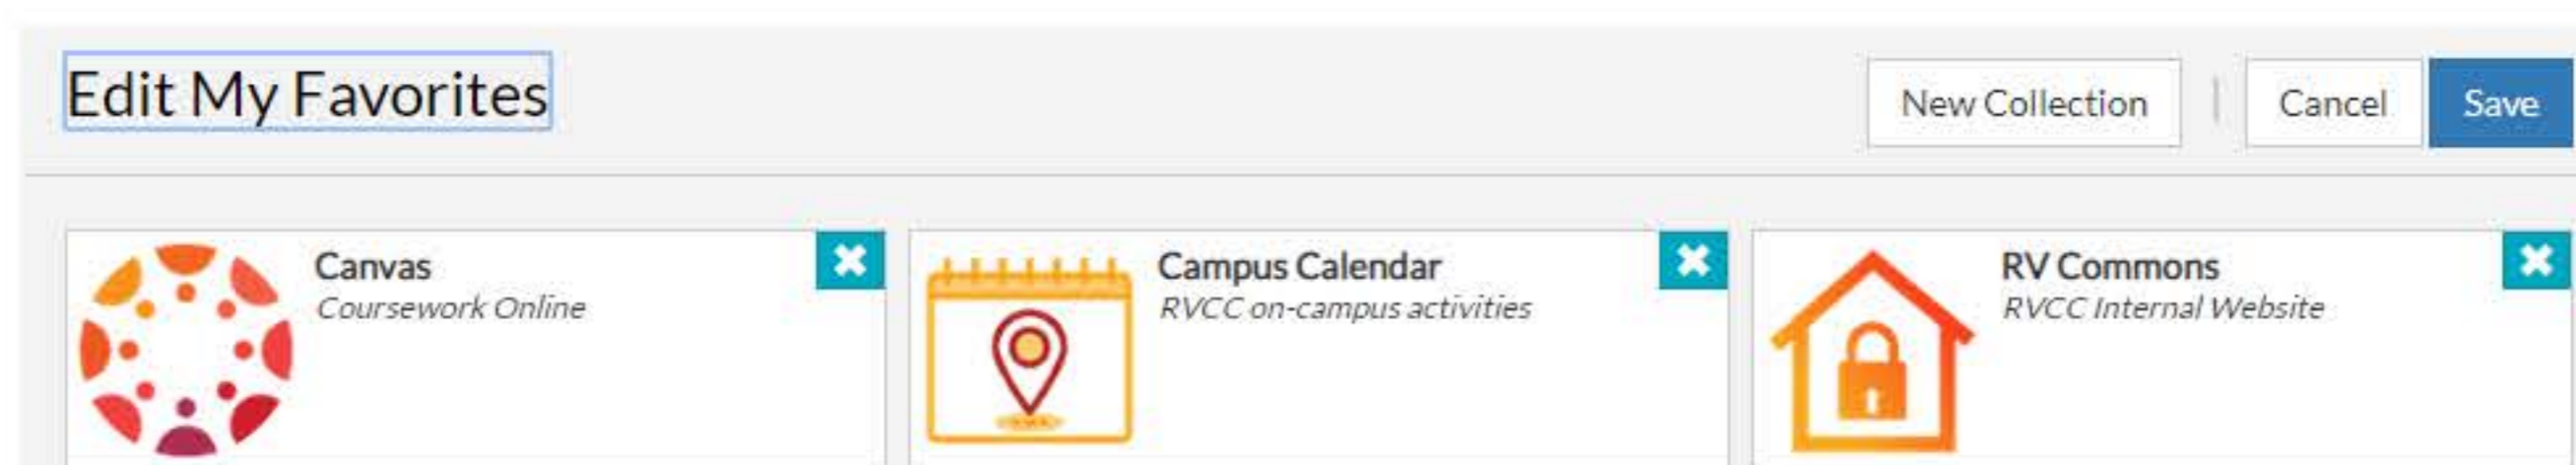 Edit My Favorites
New Collection | Cancel Save
Canvas
Coursework Online
Campus Calendar
RVCC on-campus activities
RV Commons
RVCC Internal Website